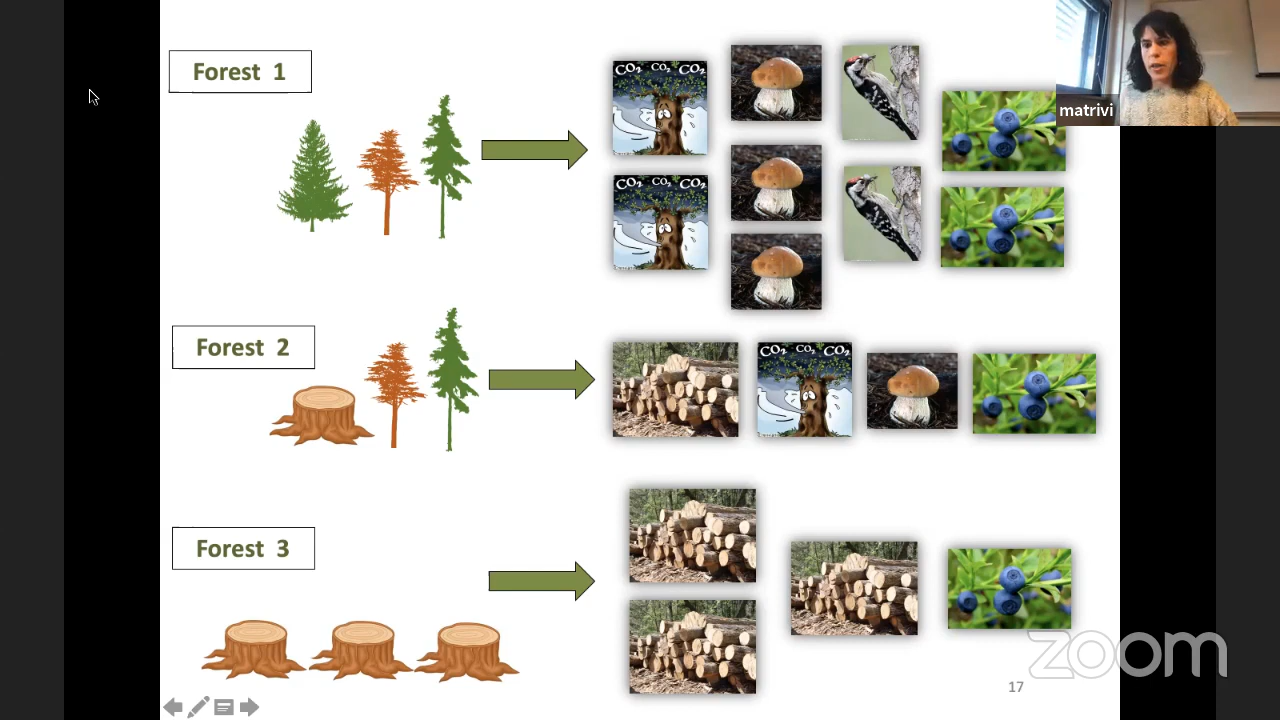 Forest 1
CO₂ CO₂ CO₂
CO₂ CO₂ CO₂
matrivi
Forest 2
CO₂ CO₂ CO₂
Forest 3
zoom
17